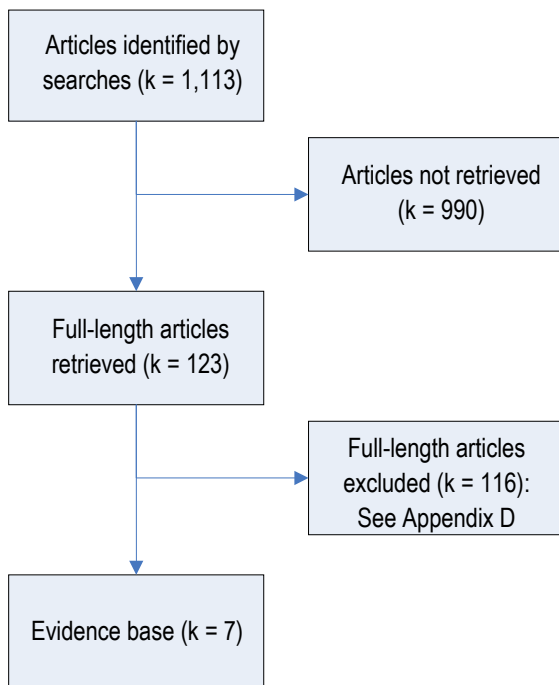 Articles identified by
searches (k = 1,113)
Articles not retrieved
(k = 990)
Full-length articles
retrieved (k = 123)
Full-length articles
excluded (k = 116):
See Appendix D
Evidence base (k = 7)